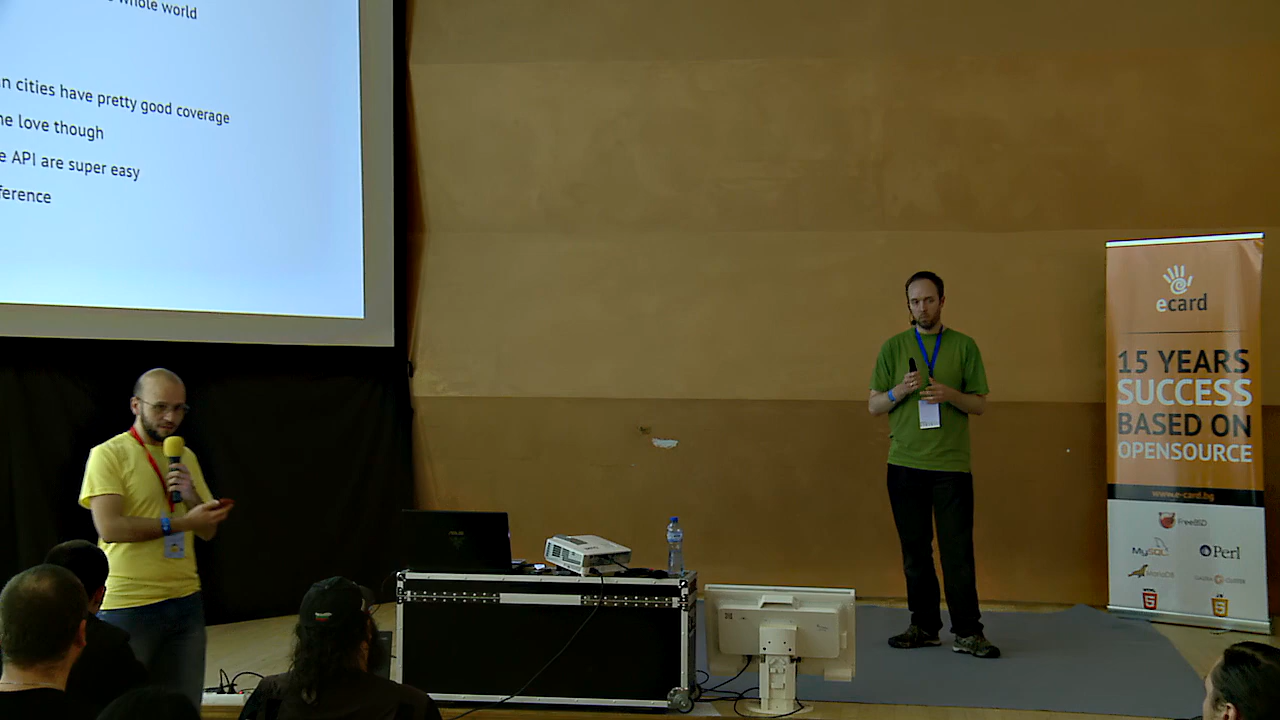 whole world
n cities have pretty good coverage
ne love though
e API are super easy
ference
ecard
15 YEARS
SUCCESS
BASED ON
OPENSOURCE
www.e-card.bg
FreeBSD
MySQL
Perl
ASUS